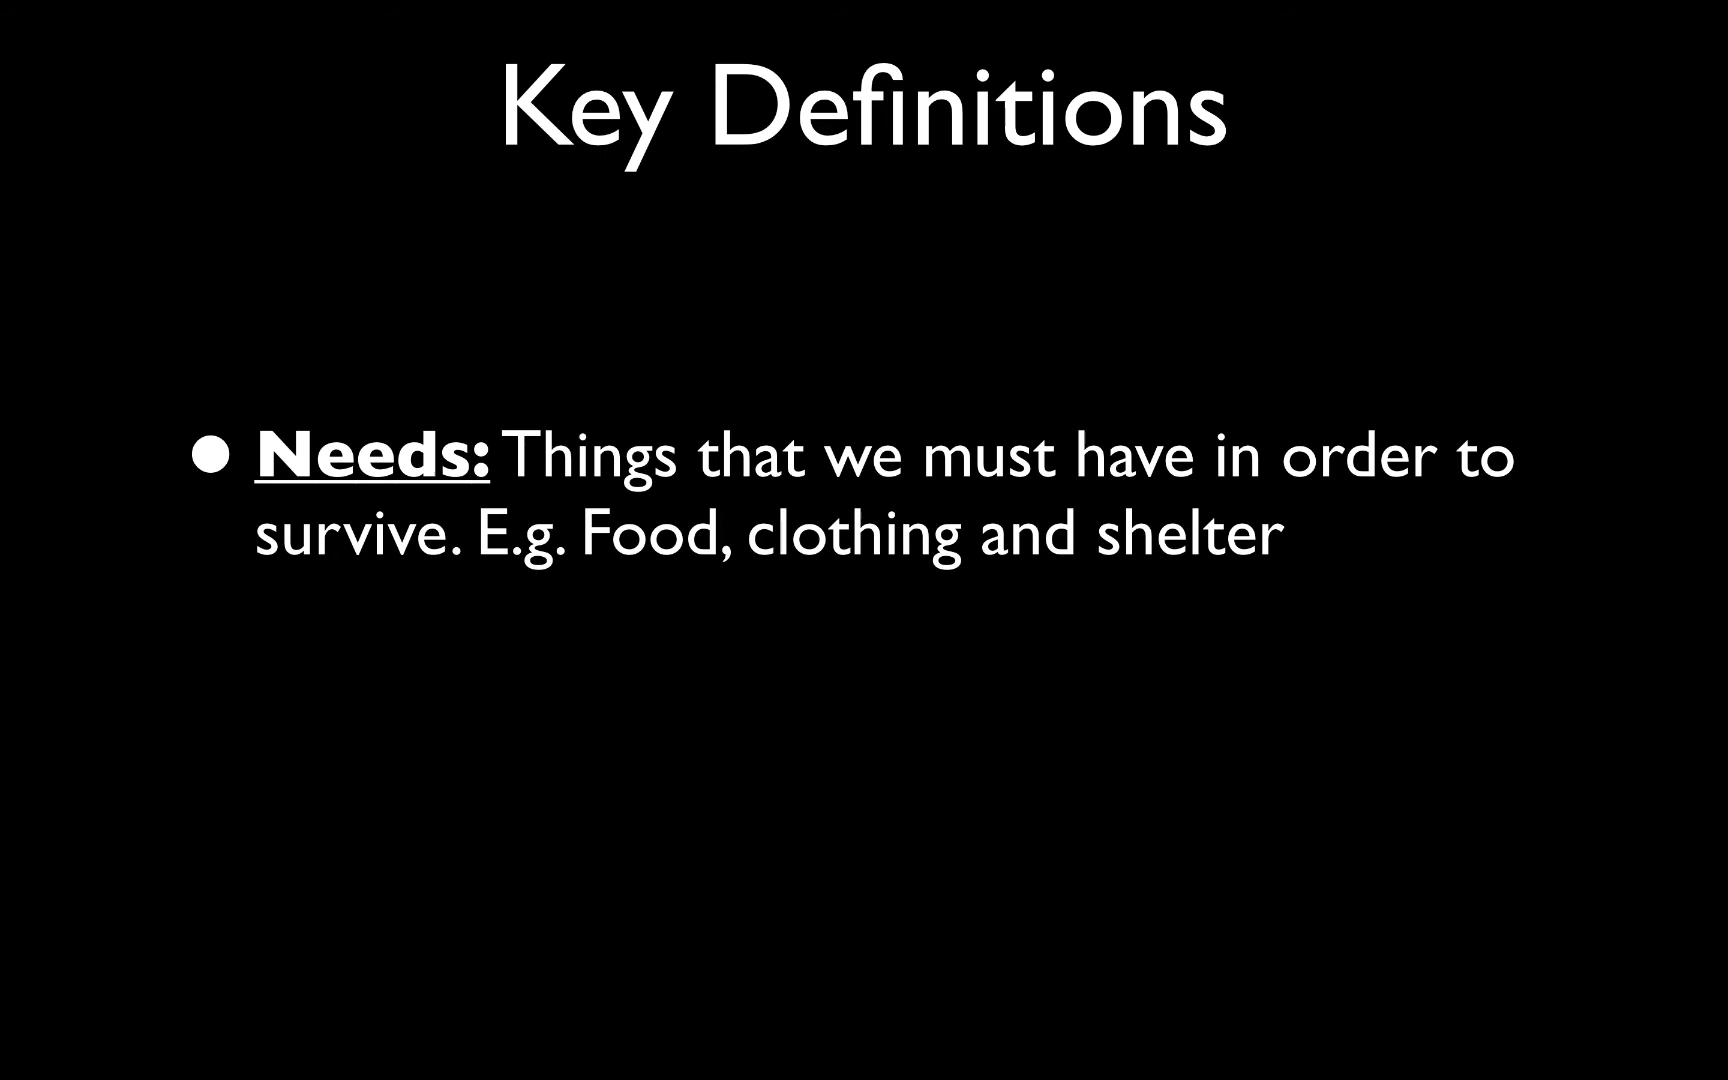 Key Definitions
• Needs: Things that we must have in order to
survive. E.g. Food, clothing and shelter